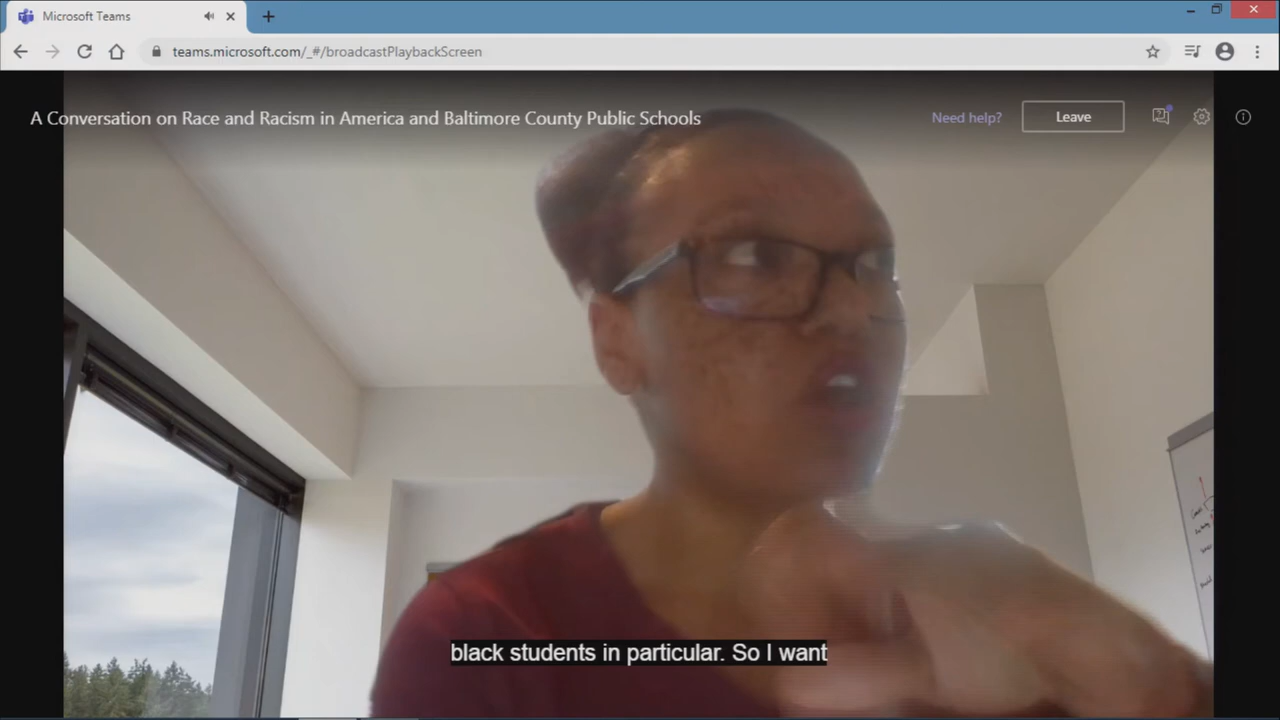 Microsoft Teams
teams.microsoft.com/_#/broadcastPlaybackScreen
A Conversation on Race and Racism in America and Baltimore County Public Schools
Need help?
Leave
black students in particular. So I want